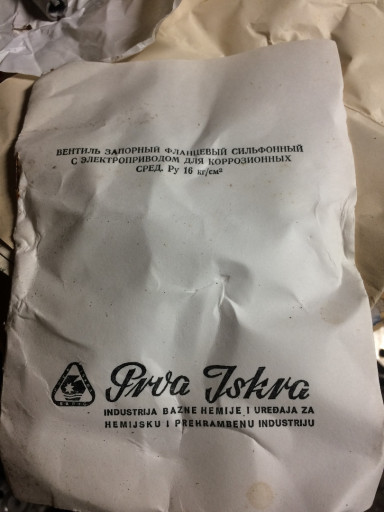 ВЕНТИЛЬ ЗАПОРНЫЙ ФЛАНЦЕВЫЙ СИЛЬФОННЫЙ
С ЭЛЕКТРОПРИВОДОМ ДЛЯ КОРРОЗИОННЫХ
СРЕД, Ру 16 кг/см²
Prva Iskra
INDUSTRIJA BAZNE HEMIJE I UREĐAJA ZA
HEMIJSKU I PREHRAMBENU INDUSTRIJU